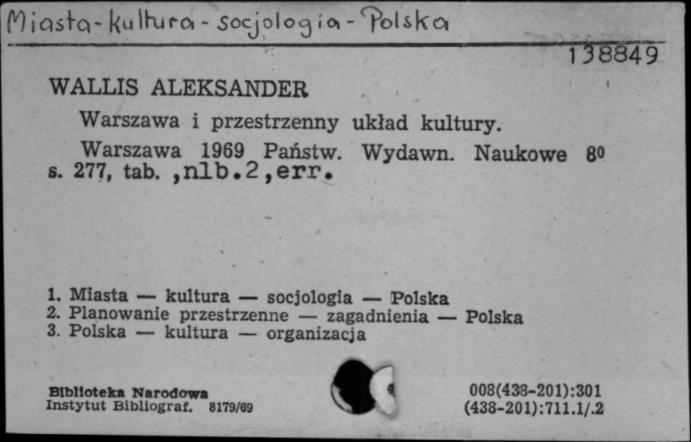 Miasta - kultura - socjologia - Polska
138849
WALLIS ALEKSANDER
Warszawa i przestrzenny układ kultury.
Warszawa 1969 Państw. Wydawn. Naukowe 8⁰
s. 277, tab. ,nlb.2,err.
1. Miasta — kultura — socjologia — Polska
2. Planowanie przestrzenne — zagadnienia — Polska
3. Polska — kultura — organizacja
Biblioteka Narodowa
Instytut Bibliograf. 8179/69
008(438-201):301
(438-201):711.1/.2